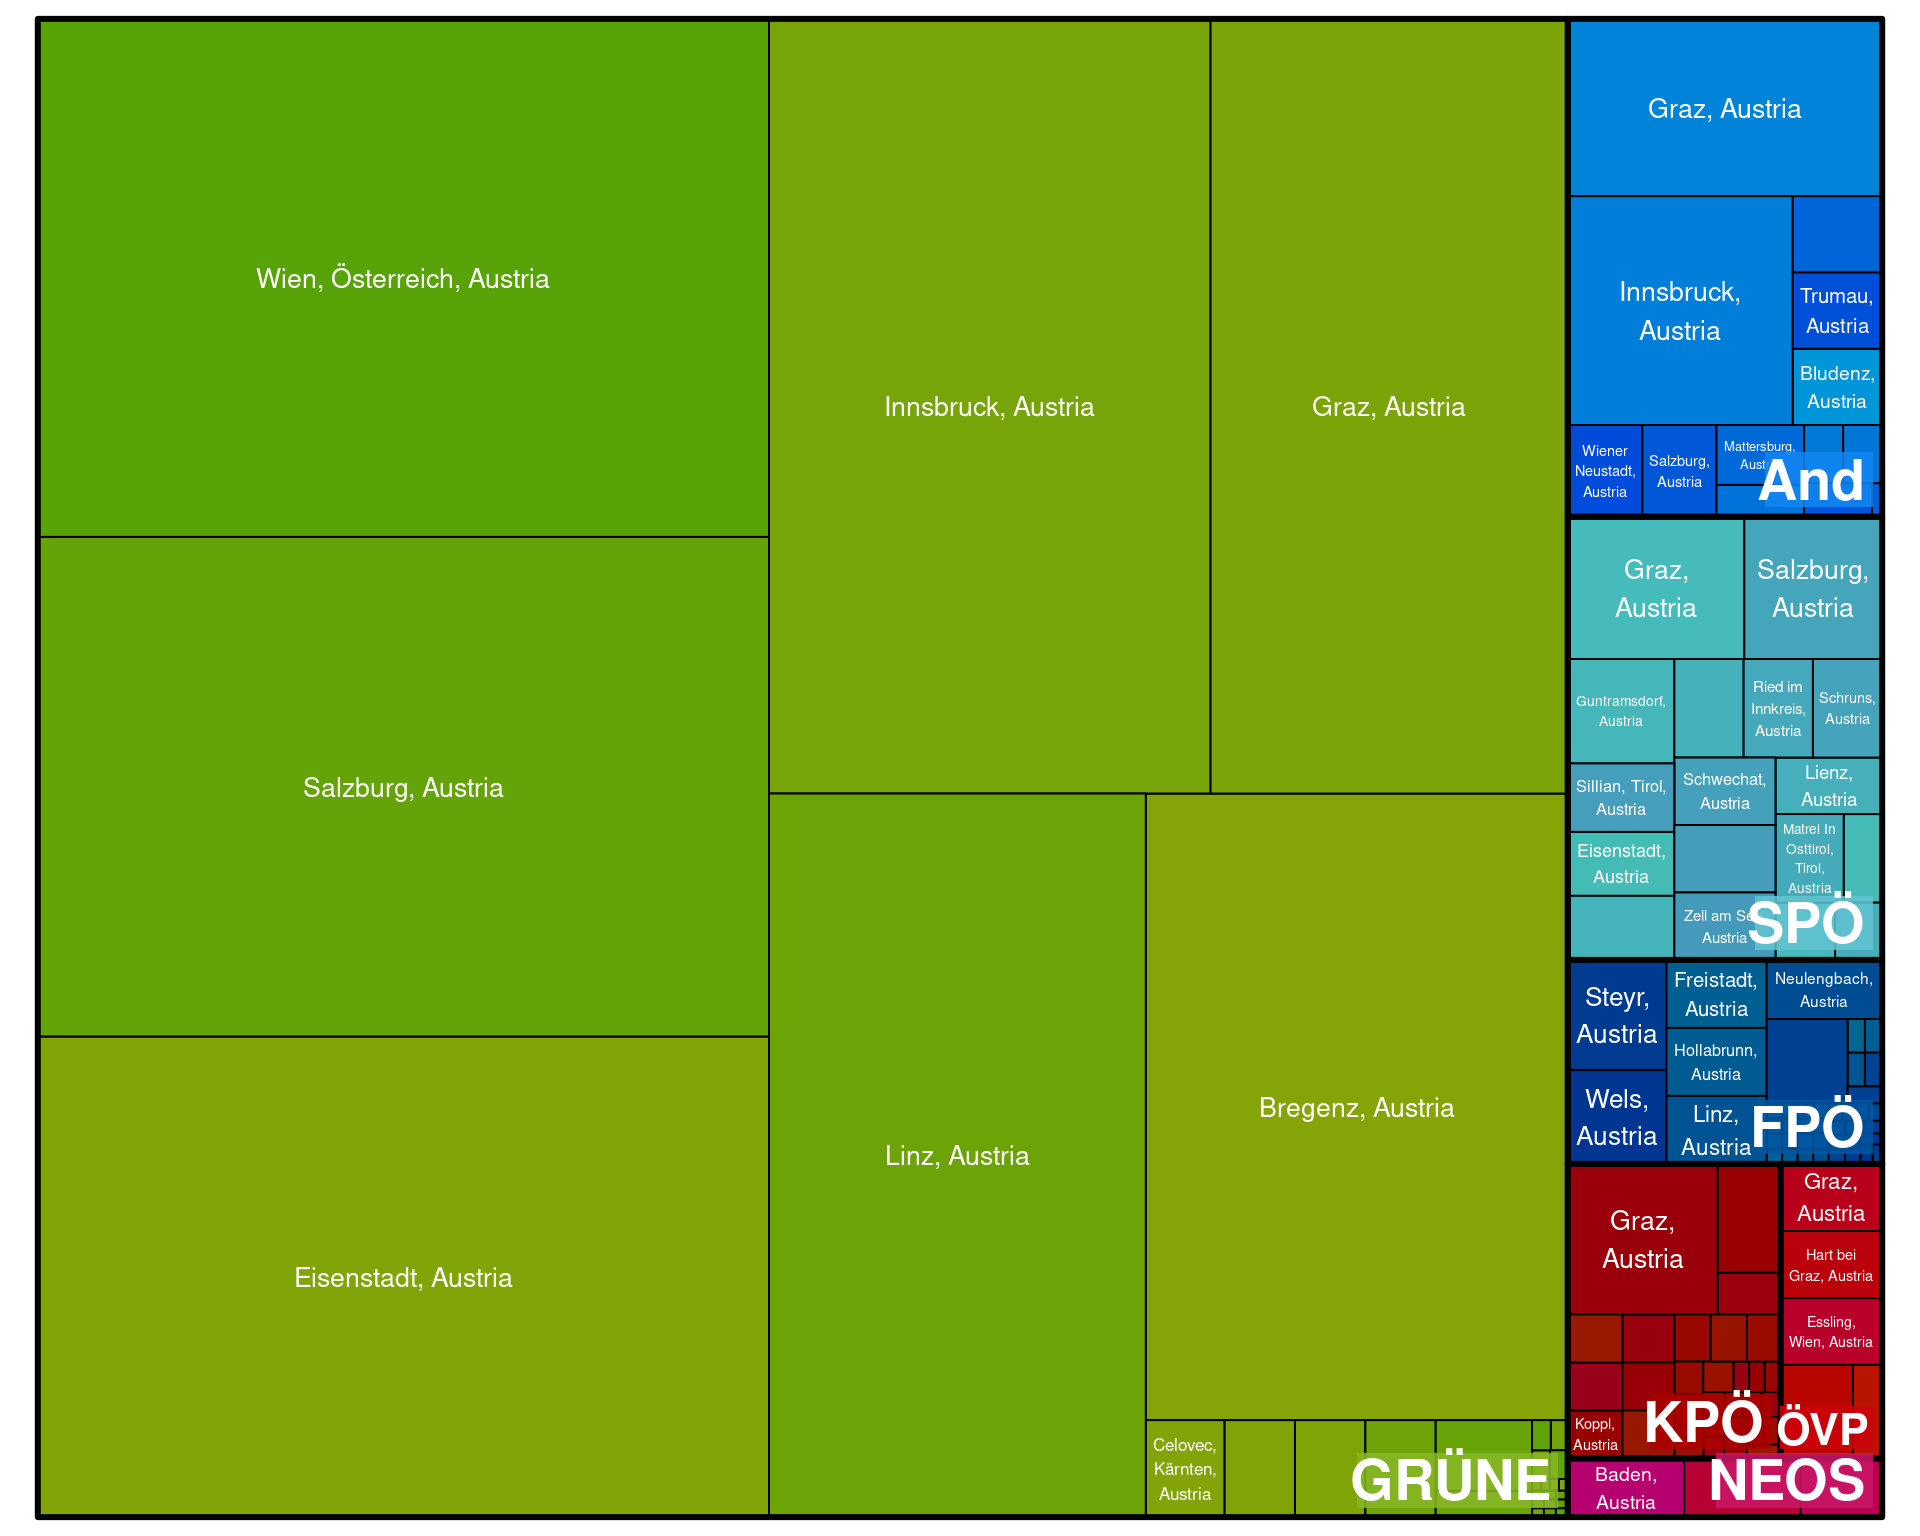 Wien, Österreich, Austria
Salzburg, Austria
Eisenstadt, Austria
Innsbruck, Austria
Graz, Austria
Linz, Austria
Bregenz, Austria
Celovec,
Kärnten,
Austria
GRÜNE
Graz, Austria
Innsbruck,
Austria
Trumau,
Austria
Bludenz,
Austria
Wiener
Neustadt,
Austria
Salzburg,
Austria
Mattersburg,
Aust
And
Graz,
Austria
Salzburg,
Austria
Guntramsdorf,
Austria
Ried im
Innkreis,
Austria
Schruns,
Austria
Sillian, Tirol,
Austria
Schwechat,
Austria
Lienz,
Austria
Eisenstadt,
Austria
Matrei In
Osttirol,
Tirol,
Austria
Zell am Se
Austria
SPÖ
Steyr,
Austria
Freistadt,
Austria
Neulengbach,
Austria
Hollabrunn,
Austria
Wels,
Austria
Linz,
Austria
FPÖ
Graz,
Austria
Koppl,
Austria
KPÖ
Graz,
Austria
Hart bei
Graz, Austria
Essling,
Wien, Austria
ÖVP
Baden,
Austria
NEOS